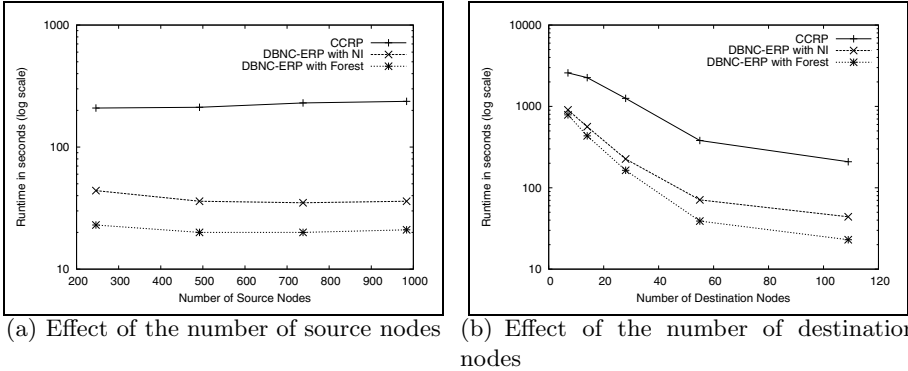 1000
100
10
Runtime in seconds (log scale)
CCRP
DBNC-ERP with NI
DBNC-ERP with Forest
200 300 400 500 600 700 800 900 1000
Number of Source Nodes
(a) Effect of the number of source nodes
10000
1000
100
10
Runtime in seconds (log scale)
CCRP
DBNC-ERP with NI
DBNC-ERP with Forest
0 20 40 60 80 100 120
Number of Destination Nodes
(b) Effect of the number of destination
nodes